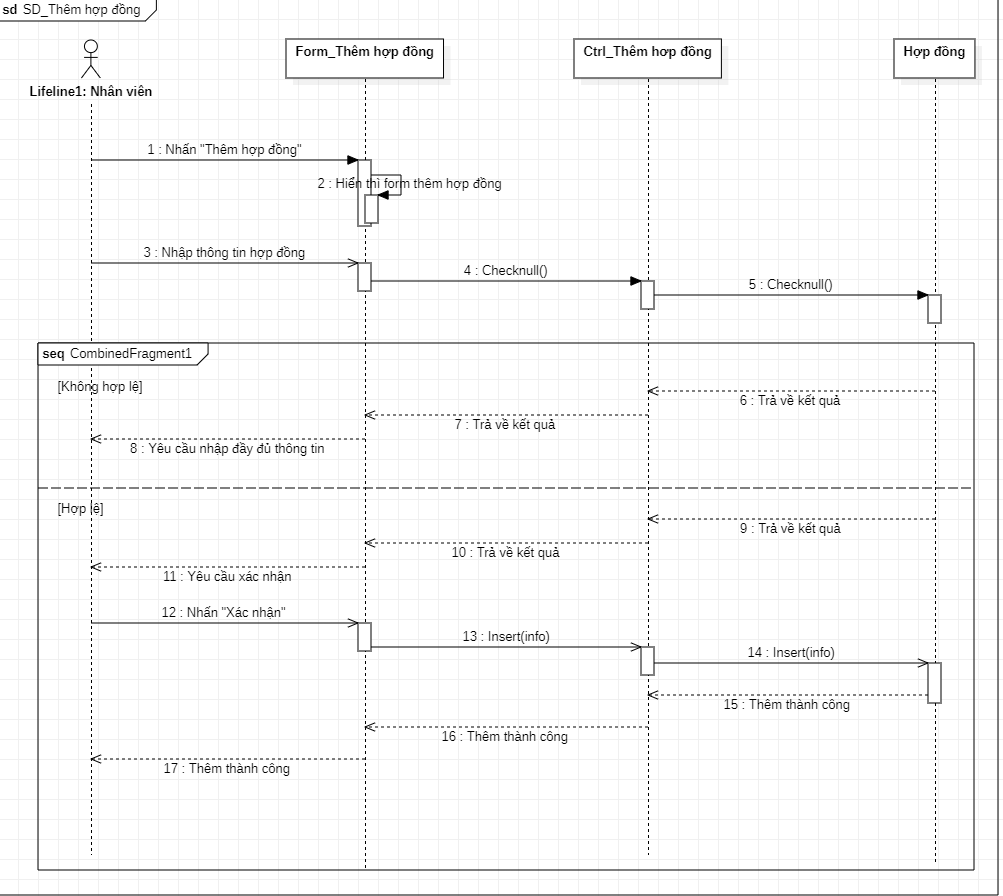 sd SD_Thêm hợp đồng
Form_Thêm hợp đồng
Ctrl_Thêm hợp đồng
Hợp đồng
Lifeline1: Nhân viên
1 : Nhấn "Thêm hợp đồng"
2 : Hiển thì form thêm hợp đồng
3 : Nhập thông tin hợp đồng
4 : Checknull()
5 : Checknull()
seq CombinedFragment1
[Không hợp lệ]
6 : Trả về kết quả
7 : Trả về kết quả
8 : Yêu cầu nhập đầy đủ thông tin
[Hợp lệ]
9 : Trả về kết quả
10 : Trả về kết quả
11 : Yêu cầu xác nhận
12 : Nhấn "Xác nhận"
13 : Insert(info)
14 : Insert(info)
15 : Thêm thành công
16 : Thêm thành công
17 : Thêm thành công